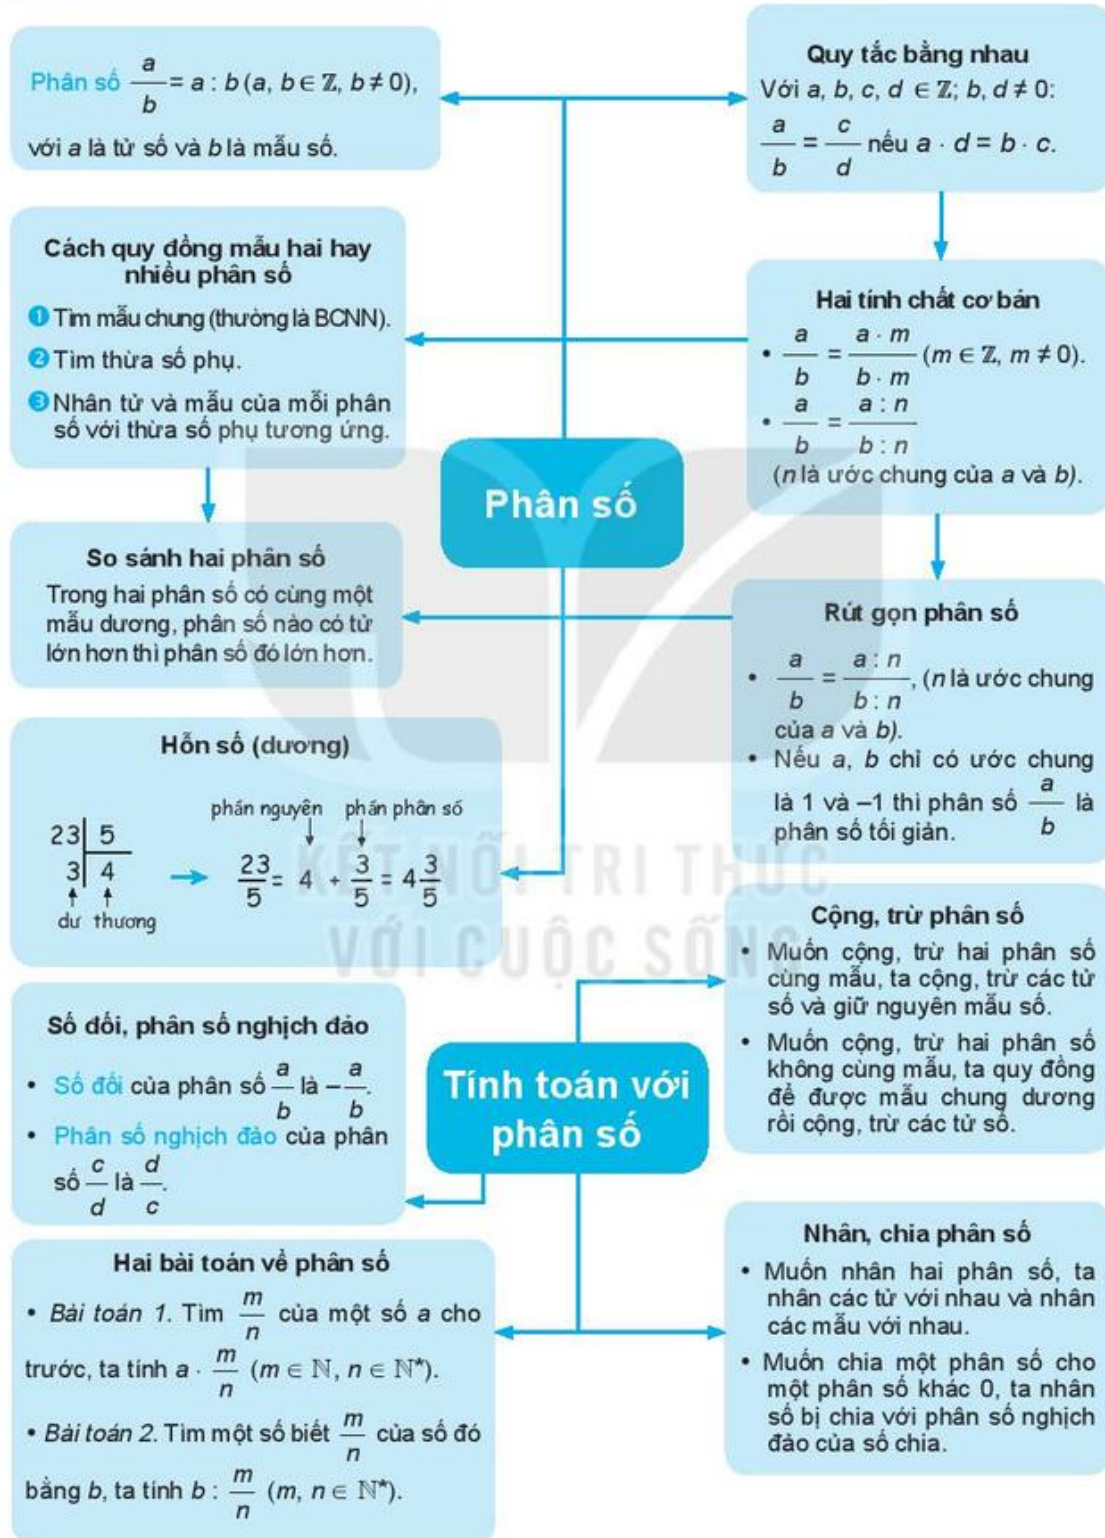 Phân số a/b = a : b (a, b ∈ ℤ, b ≠ 0),
với a là tử số và b là mẫu số.
Quy tắc bằng nhau
Với a, b, c, d ∈ ℤ; b, d ≠ 0:
a/b = c/d nếu a · d = b · c.
Cách quy đồng mẫu hai hay
nhiều phân số
1 Tìm mẫu chung (thường là BCNN).
2 Tìm thừa số phụ.
3 Nhân tử và mẫu của mỗi phân
số với thừa số phụ tương ứng.
Hai tính chất cơ bản
• a/b = (a · m)/(b · m) (m ∈ ℤ, m ≠ 0).
• a/b = (a : n)/(b : n)
(n là ước chung của a và b).
Phân số
So sánh hai phân số
Trong hai phân số có cùng một
mẫu dương, phân số nào có tử
lớn hơn thì phân số đó lớn hơn.
Rút gọn phân số
• a/b = (a : n)/(b : n), (n là ước chung
của a và b).
• Nếu a, b chỉ có ước chung
là 1 và –1 thì phân số a/b là
phân số tối giản.
Hỗn số (dương)
phần nguyên phần phân số
23 5
3 4
dư thương
23/5 = 4 + 3/5 = 4 3/5
KẾT NỐI TRI THỨC
VỚI CUỘC SỐNG
Cộng, trừ phân số
• Muốn cộng, trừ hai phân số
cùng mẫu, ta cộng, trừ các tử
số và giữ nguyên mẫu số.
• Muốn cộng, trừ hai phân số
không cùng mẫu, ta quy đồng
để được mẫu chung dương
rồi cộng, trừ các tử số.
Số đối, phân số nghịch đảo
• Số đối của phân số a/b là –a/b.
• Phân số nghịch đảo của phân
số c/d là d/c.
Tính toán với
phân số
Hai bài toán về phân số
• Bài toán 1. Tìm m/n của một số a cho
trước, ta tính a · m/n (m ∈ ℕ, n ∈ ℕ*).
• Bài toán 2. Tìm một số biết m/n của số đó
bằng b, ta tính b : m/n (m, n ∈ ℕ*).
Nhân, chia phân số
• Muốn nhân hai phân số, ta
nhân các tử với nhau và nhân
các mẫu với nhau.
• Muốn chia một phân số cho
một phân số khác 0, ta nhân
số bị chia với phân số nghịch
đảo của số chia.